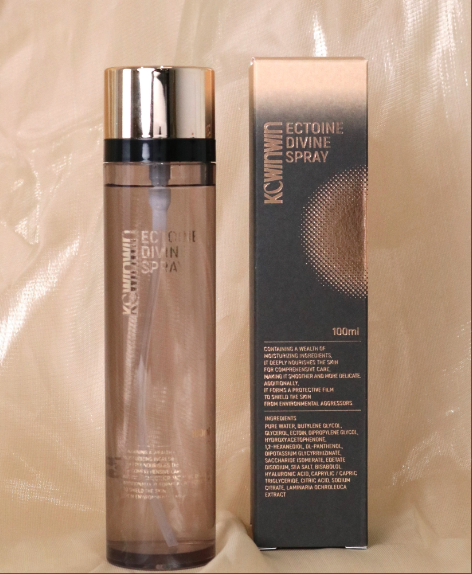 KCWINWIN
ECTOINE
DIVINE
SPRAY
100ml
CONTAINING A WEALTH OF
MOISTURIZING INGREDIENTS,
IT DEEPLY NOURISHES THE SKIN
FOR COMPREHENSIVE CARE,
MAKING IT SMOOTHER AND MORE DELICATE.
ADDITIONALLY,
IT FORMS A PROTECTIVE FILM
TO SHIELD THE SKIN
FROM ENVIRONMENTAL AGGRESSORS.
INGREDIENTS
PURE WATER, BUTYLENE GLYCOL,
GLYCEROL, ECTOIN, DIPROPYLENE GLYCOL,
HYDROXYACETOPHENONE,
1,2-HEXANEDIOL, DL-PANTHENOL,
DIPOTASSIUM GLYCYRRHIZINATE,
SACCHARIDE ISOMERATE, EDETATE
DISODIUM, SEA SALT, BISABOLOL,
HYALURONIC ACID, CAPRYLIC / CAPRIC
TRIGLYCERIDE, CITRIC ACID, SODIUM
CITRATE, LAMINARIA OCHROLEUCA
EXTRACT
KCWINWIN
ECTOINE
DIVIN
SPRAY